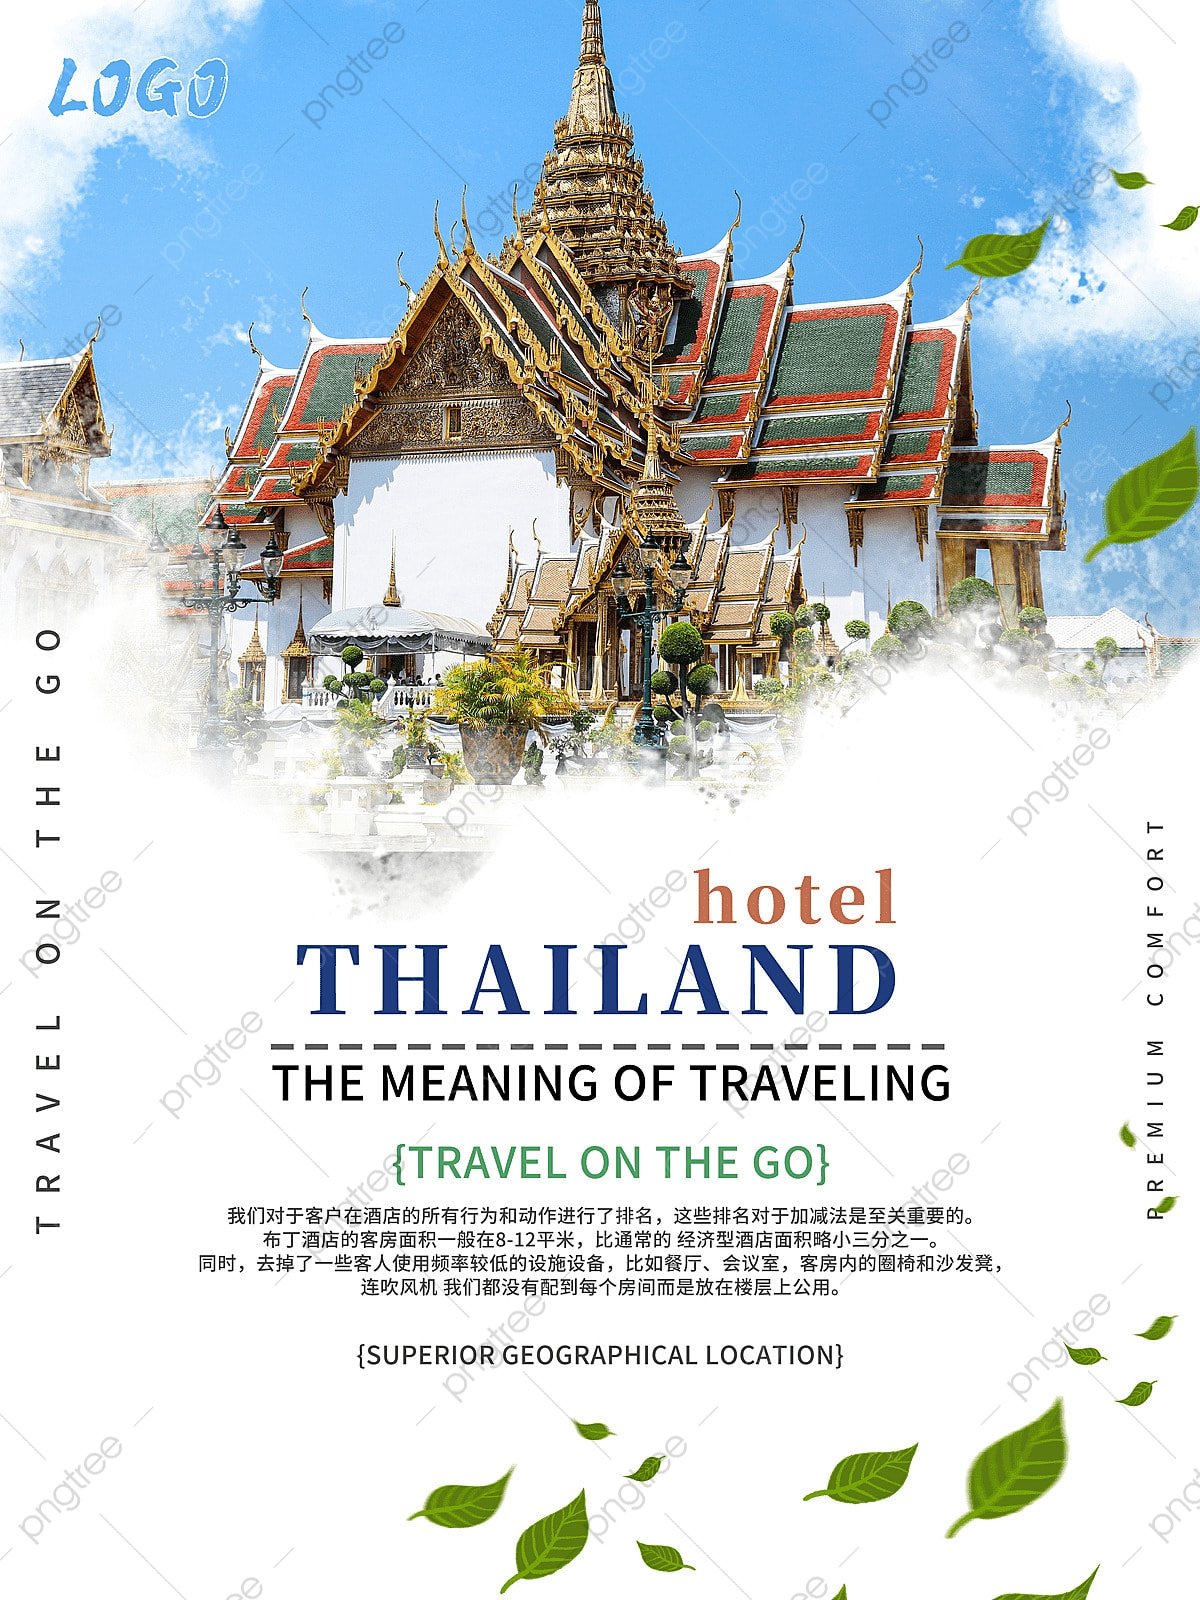 LOGO
TRAVEL ON THE GO
PREMIUM COMFORT
hotel
THAILAND
THE MEANING OF TRAVELING
{TRAVEL ON THE GO}
我们对于客户在酒店的所有行为和动作进行了排名，这些排名对于加减法是至关重要的。
布丁酒店的客房面积一般在8-12平米，比通常的 经济型酒店面积略小三分之一。
同时，去掉了一些客人使用频率较低的设施设备，比如餐厅、会议室，客房内的圈椅和沙发凳，
连吹风机 我们都没有配到每个房间而是放在楼层上公用。
{SUPERIOR GEOGRAPHICAL LOCATION}
pngtree